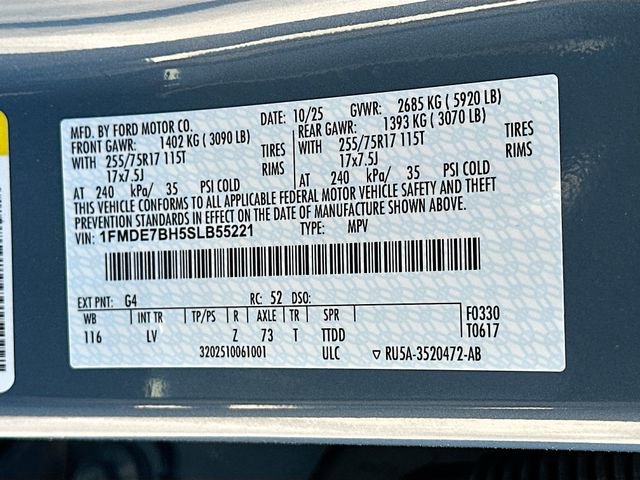 MFD. BY FORD MOTOR CO. DATE: 10/25 GVWR: 2685 KG ( 5920 LB)
FRONT GAWR: 1402 KG ( 3090 LB) REAR GAWR: 1393 KG ( 3070 LB)
WITH 255/75R17 115T TIRES WITH 255/75R17 115T TIRES
17x7.5J RIMS 17x7.5J RIMS
AT 240 kPa/ 35 PSI COLD AT 240 kPa/ 35 PSI COLD
THIS VEHICLE CONFORMS TO ALL APPLICABLE FEDERAL MOTOR VEHICLE SAFETY AND THEFT
PREVENTION STANDARDS IN EFFECT ON THE DATE OF MANUFACTURE SHOWN ABOVE.
VIN: 1FMDE7BH5SLB55221 TYPE: MPV
EXT PNT: G4 RC: 52 DSO:
WB INT TR TP/PS R AXLE TR SPR F0330
116 LV Z 73 T TTDD T0617
3202510061001 ULC RU5A-3520472-AB